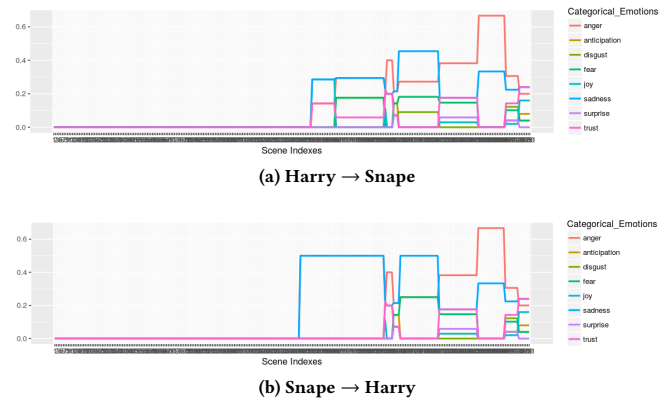 Categorical_Emotions
anger
anticipation
disgust
fear
joy
sadness
surprise
trust
0.6
0.4
0.2
0.0
Scene Indexes
(a) Harry → Snape
Categorical_Emotions
anger
anticipation
disgust
fear
joy
sadness
surprise
trust
0.6
0.4
0.2
0.0
Scene Indexes
(b) Snape → Harry